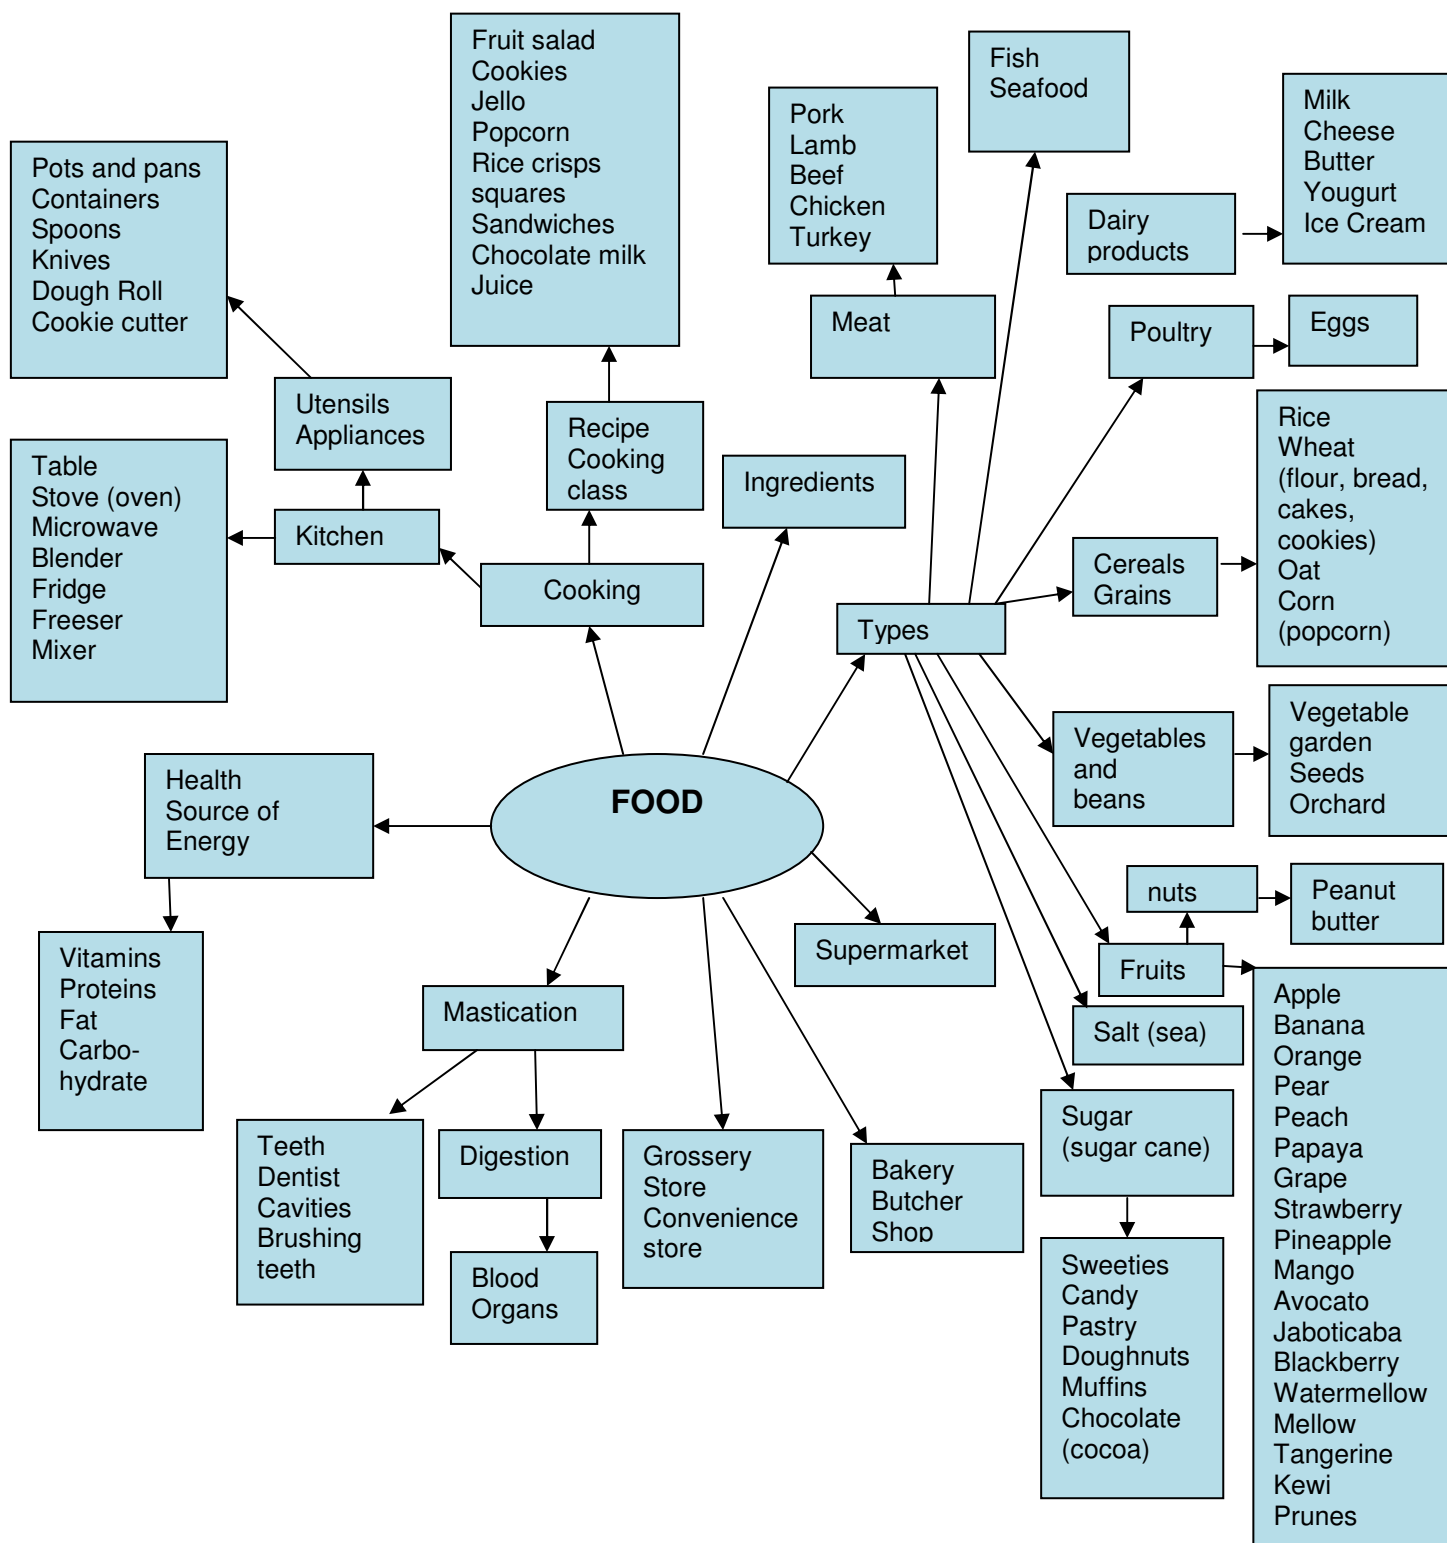 Fruit salad
Cookies
Jello
Popcorn
Rice crisps
squares
Sandwiches
Chocolate milk
Juice
Fish
Seafood
Pork
Lamb
Beef
Chicken
Turkey
Milk
Cheese
Butter
Yougurt
Ice Cream
Pots and pans
Containers
Spoons
Knives
Dough Roll
Cookie cutter
Dairy
products
Meat
Poultry
Eggs
Utensils
Appliances
Recipe
Cooking
class
Ingredients
Rice
Wheat
(flour, bread,
cakes,
cookies)
Oat
Corn
(popcorn)
Table
Stove (oven)
Microwave
Blender
Fridge
Freeser
Mixer
Kitchen
Cooking
Cereals
Grains
Types
Vegetables
and
beans
Vegetable
garden
Seeds
Orchard
Health
Source of
Energy
FOOD
nuts
Peanut
butter
Supermarket
Fruits
Vitamins
Proteins
Fat
Carbo-
hydrate
Mastication
Salt (sea)
Apple
Banana
Orange
Pear
Peach
Papaya
Grape
Strawberry
Pineapple
Mango
Avocato
Jaboticaba
Blackberry
Watermellow
Mellow
Tangerine
Kewi
Prunes
Teeth
Dentist
Cavities
Brushing
teeth
Digestion
Grossery
Store
Convenience
store
Bakery
Butcher
Shop
Sugar
(sugar cane)
Blood
Organs
Sweeties
Candy
Pastry
Doughnuts
Muffins
Chocolate
(cocoa)